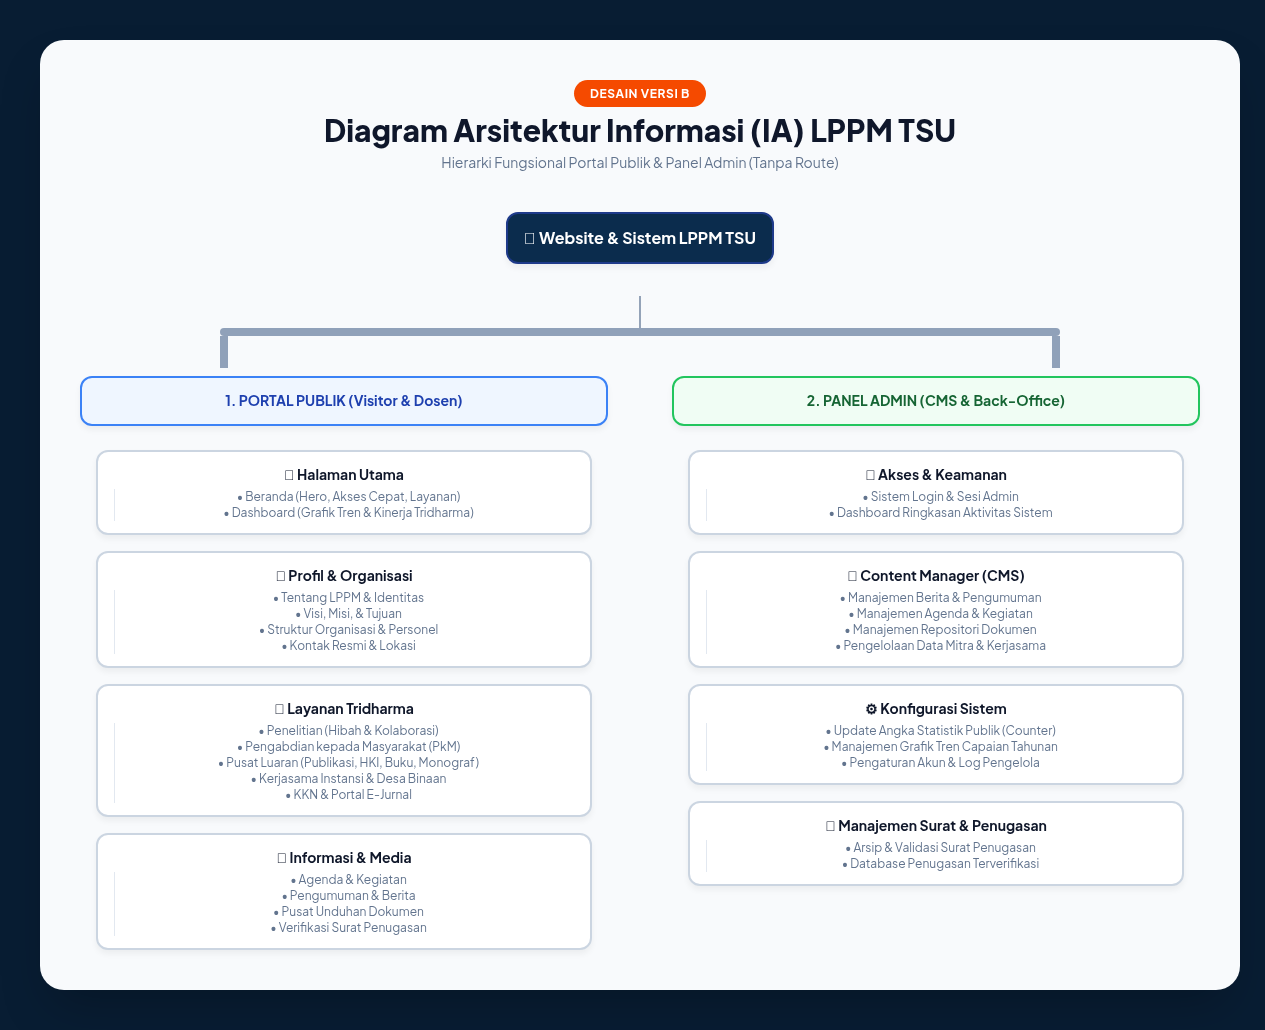 DESAIN VERSI B
Diagram Arsitektur Informasi (IA) LPPM TSU
Hierarki Fungsional Portal Publik & Panel Admin (Tanpa Route)
Website & Sistem LPPM TSU
1. PORTAL PUBLIK (Visitor & Dosen)
Halaman Utama
• Beranda (Hero, Akses Cepat, Layanan)
• Dashboard (Grafik Tren & Kinerja Tridharma)
Profil & Organisasi
• Tentang LPPM & Identitas
• Visi, Misi, & Tujuan
• Struktur Organisasi & Personel
• Kontak Resmi & Lokasi
Layanan Tridharma
• Penelitian (Hibah & Kolaborasi)
• Pengabdian kepada Masyarakat (PkM)
• Pusat Luaran (Publikasi, HKI, Buku, Monograf)
• Kerjasama Instansi & Desa Binaan
• KKN & Portal E-Jurnal
Informasi & Media
• Agenda & Kegiatan
• Pengumuman & Berita
• Pusat Unduhan Dokumen
• Verifikasi Surat Penugasan
2. PANEL ADMIN (CMS & Back-Office)
Akses & Keamanan
• Sistem Login & Sesi Admin
• Dashboard Ringkasan Aktivitas Sistem
Content Manager (CMS)
• Manajemen Berita & Pengumuman
• Manajemen Agenda & Kegiatan
• Manajemen Repositori Dokumen
• Pengelolaan Data Mitra & Kerjasama
⚙ Konfigurasi Sistem
• Update Angka Statistik Publik (Counter)
• Manajemen Grafik Tren Capaian Tahunan
• Pengaturan Akun & Log Pengelola
Manajemen Surat & Penugasan
• Arsip & Validasi Surat Penugasan
• Database Penugasan Terverifikasi